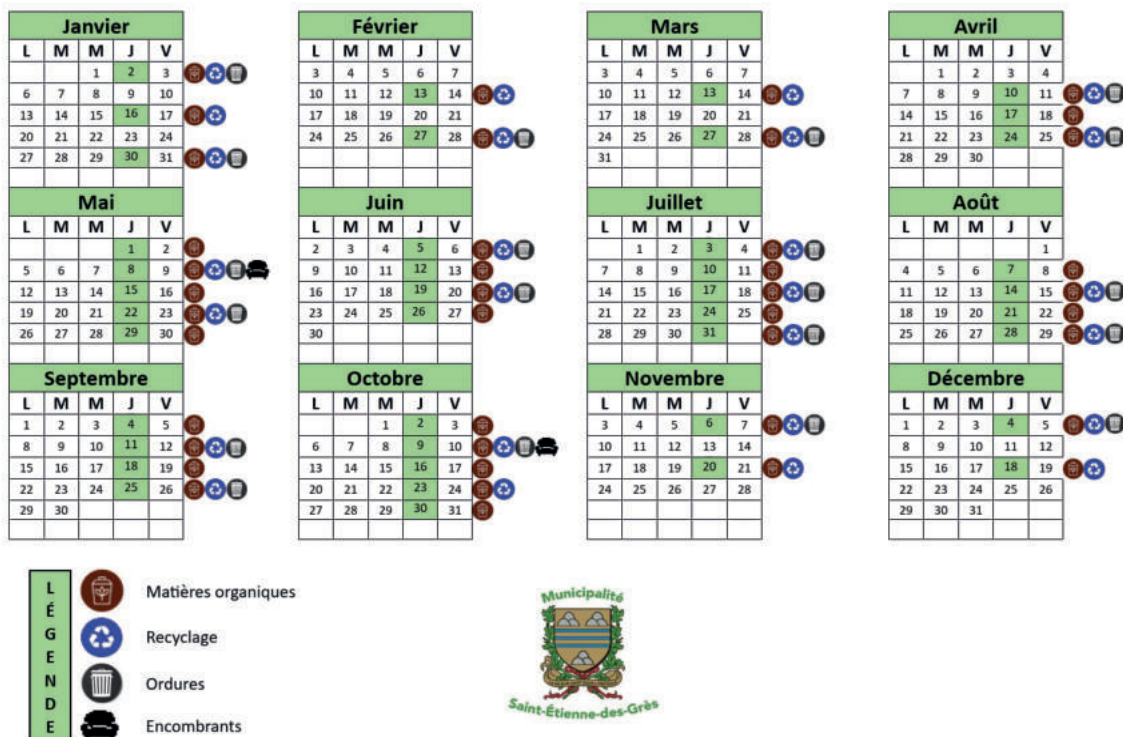 Janvier
L M M J V
1 2 3
6 7 8 9 10
13 14 15 16 17
20 21 22 23 24
27 28 29 30 31
Février
L M M J V
3 4 5 6 7
10 11 12 13 14
17 18 19 20 21
24 25 26 27 28
Mars
L M M J V
3 4 5 6 7
10 11 12 13 14
17 18 19 20 21
24 25 26 27 28
31
Avril
L M M J V
1 2 3 4
7 8 9 10 11
14 15 16 17 18
21 22 23 24 25
28 29 30
Mai
L M M J V
1 2
5 6 7 8 9
12 13 14 15 16
19 20 21 22 23
26 27 28 29 30
Juin
L M M J V
2 3 4 5 6
9 10 11 12 13
16 17 18 19 20
23 24 25 26 27
30
Juillet
L M M J V
1 2 3 4
7 8 9 10 11
14 15 16 17 18
21 22 23 24 25
28 29 30 31
Août
L M M J V
1
4 5 6 7 8
11 12 13 14 15
18 19 20 21 22
25 26 27 28 29
Septembre
L M M J V
1 2 3 4 5
8 9 10 11 12
15 16 17 18 19
22 23 24 25 26
29 30
Octobre
L M M J V
1 2 3
6 7 8 9 10
13 14 15 16 17
20 21 22 23 24
27 28 29 30 31
Novembre
L M M J V
3 4 5 6 7
10 11 12 13 14
17 18 19 20 21
24 25 26 27 28
Décembre
L M M J V
1 2 3 4 5
8 9 10 11 12
15 16 17 18 19
22 23 24 25 26
29 30 31
LÉGENDE
Matières organiques
Recyclage
Ordures
Encombrants
Municipalité
Saint-Étienne-des-Grès